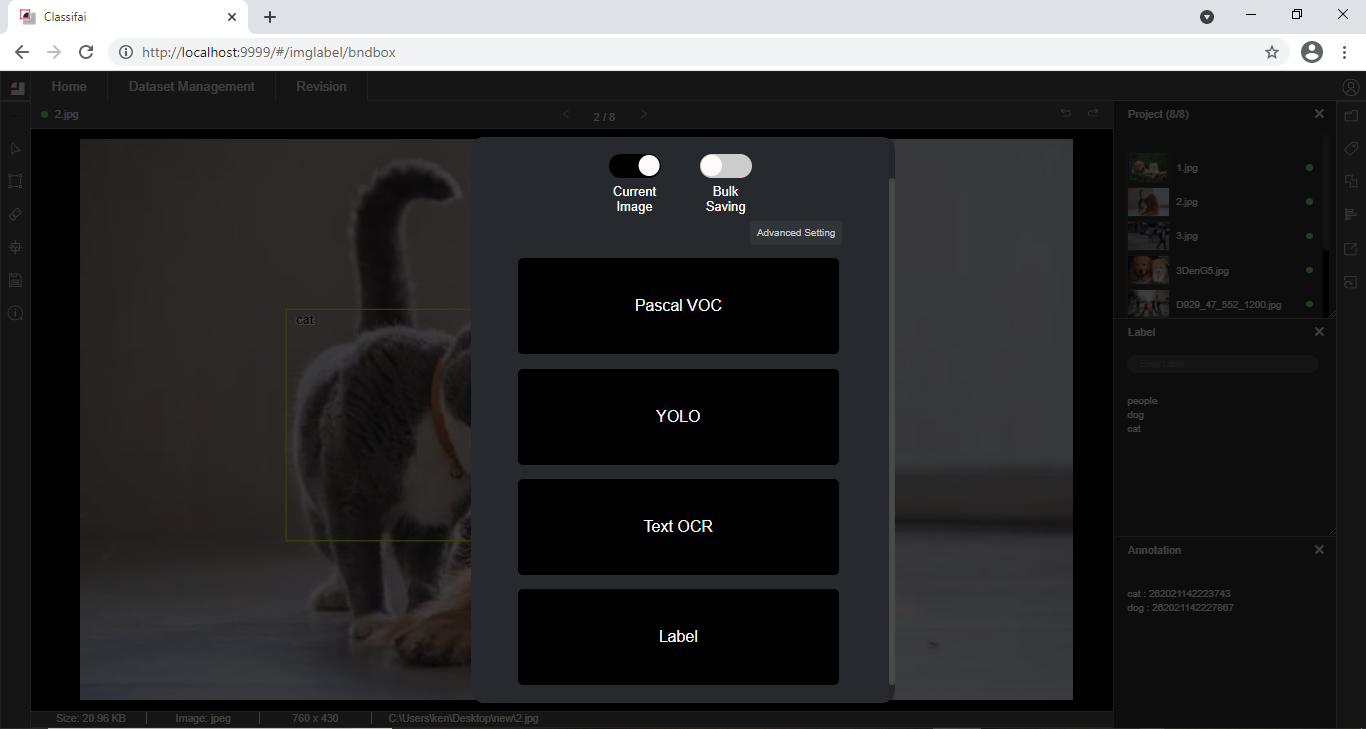 Classifai
http://localhost:9999/#/imglabel/bndbox
Home
Dataset Management
Revision
2.jpg
2 / 8
Project (8/8)
1.jpg
2.jpg
3.jpg
3DenG5.jpg
D929_47_552_1200.jpg
Label
Enter Label
people
dog
cat
Annotation
cat : 262021142223743
dog : 262021142227867
cat
Current
Image
Bulk
Saving
Advanced Setting
Pascal VOC
YOLO
Text OCR
Label
Size: 20.96 KB
Image: jpeg
760 x 430
C:\Users\ken\Desktop\new\2.jpg